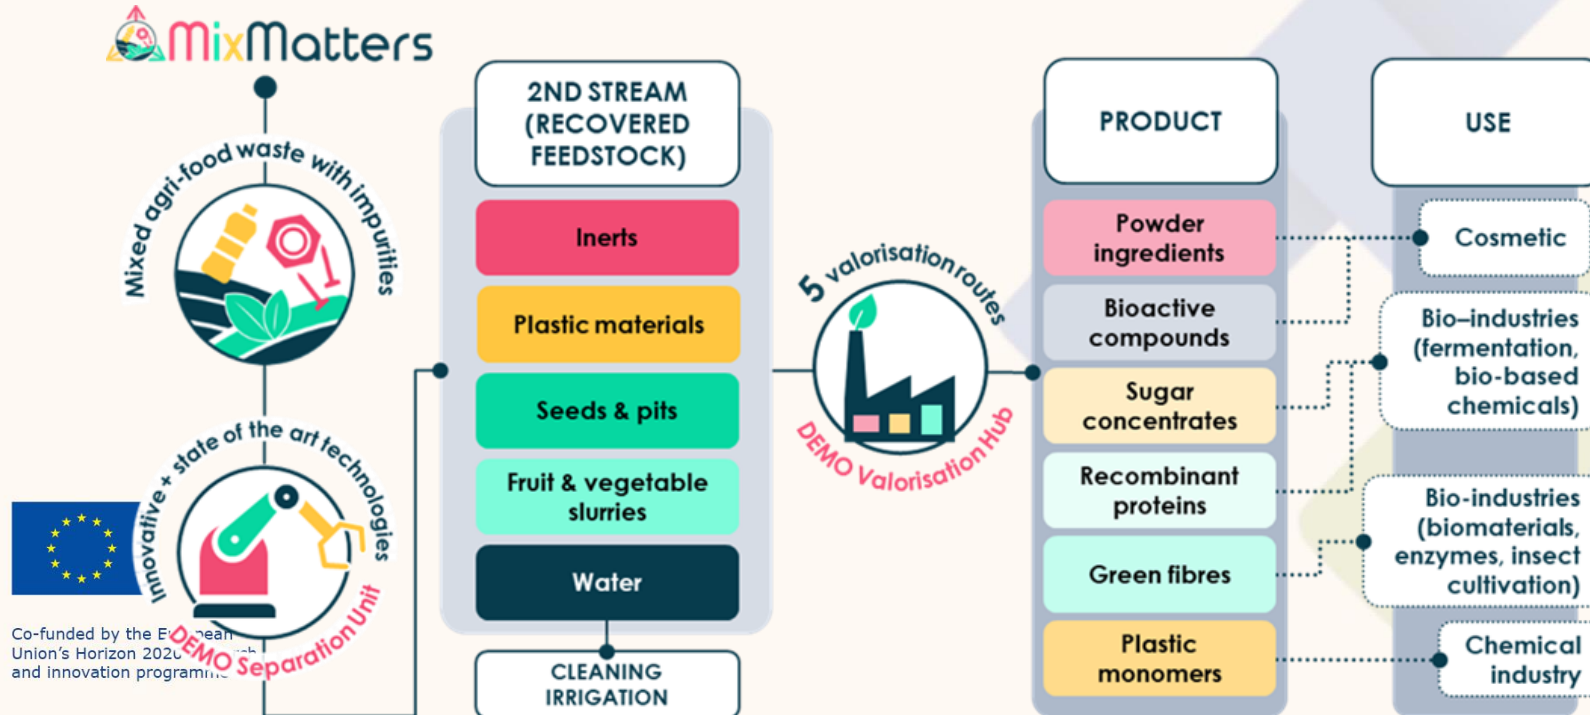 MixMatters
Mixed agri-food waste with impurities
Innovative + state of the art technologies
DEMO Separation Unit
Co-funded by the European
Union's Horizon 2020
and innovation programme
2ND STREAM
(RECOVERED
FEEDSTOCK)
Inerts
Plastic materials
Seeds & pits
Fruit & vegetable
slurries
Water
CLEANING
IRRIGATION
5 valorisation routes
DEMO Valorisation Hub
PRODUCT
Powder
ingredients
Bioactive
compounds
Sugar
concentrates
Recombinant
proteins
Green fibres
Plastic
monomers
USE
Cosmetic
Bio–industries
(fermentation,
bio-based
chemicals)
Bio-industries
(biomaterials,
enzymes, insect
cultivation)
Chemical
industry